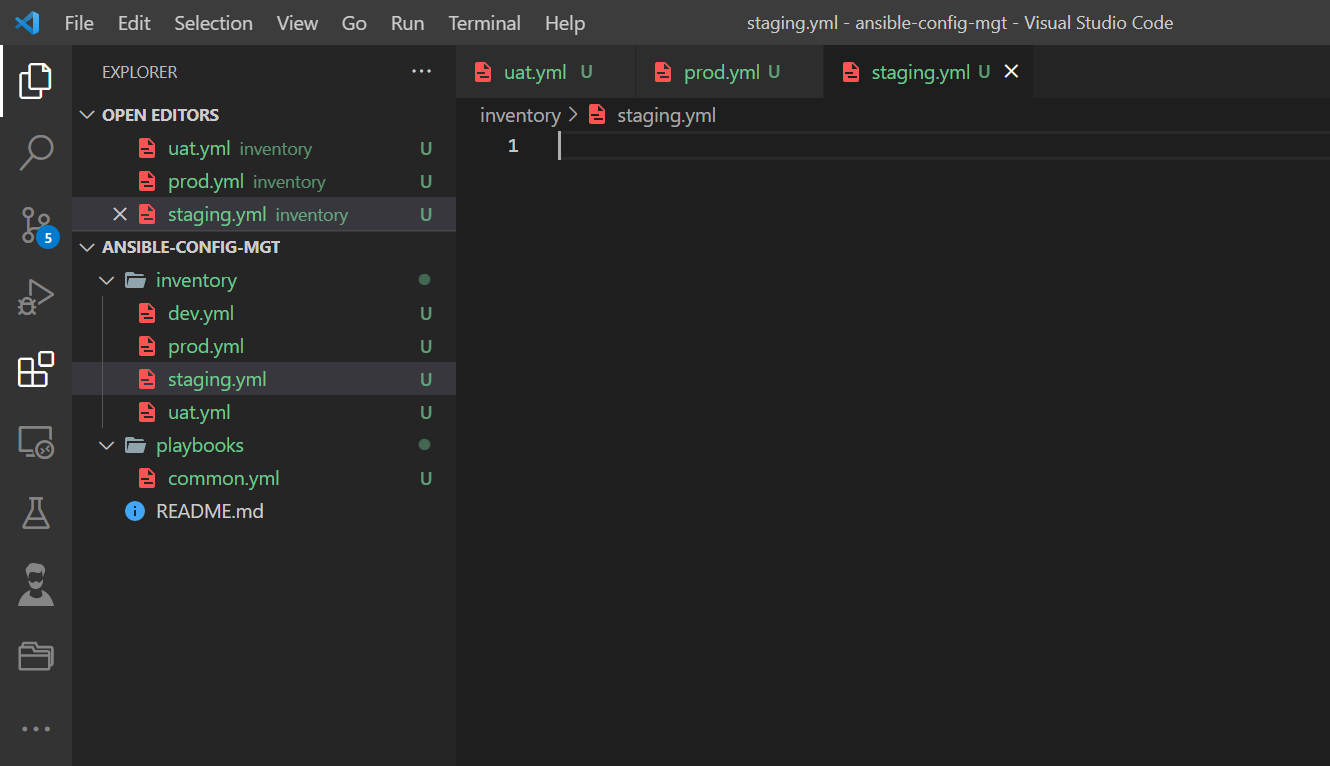 File Edit Selection View Go Run Terminal Help staging.yml - ansible-config-mgt - Visual Studio Code
EXPLORER ···
uat.yml U prod.yml U staging.yml U
OPEN EDITORS
inventory > staging.yml
1
uat.yml inventory U
prod.yml inventory U
staging.yml inventory U
5
ANSIBLE-CONFIG-MGT
inventory
dev.yml U
prod.yml U
staging.yml U
uat.yml U
playbooks
common.yml U
README.md